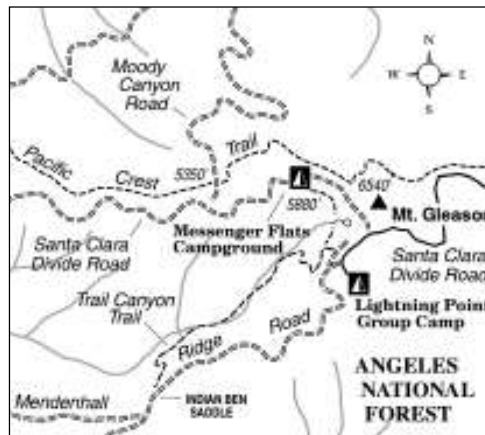 N
W E
S
Moody
Canyon
Road
Pacific
Crest
Trail
5350'
6540'
5880'
Mt. Gleason
Messenger Flats
Campground
Santa Clara
Divide Road
Santa Clara
Divide Road
Trail Canyon
Trail
Lightning Point
Group Camp
Ridge
Road
Mendenhall
INDIAN BEN
SADDLE
ANGELES
NATIONAL
FOREST